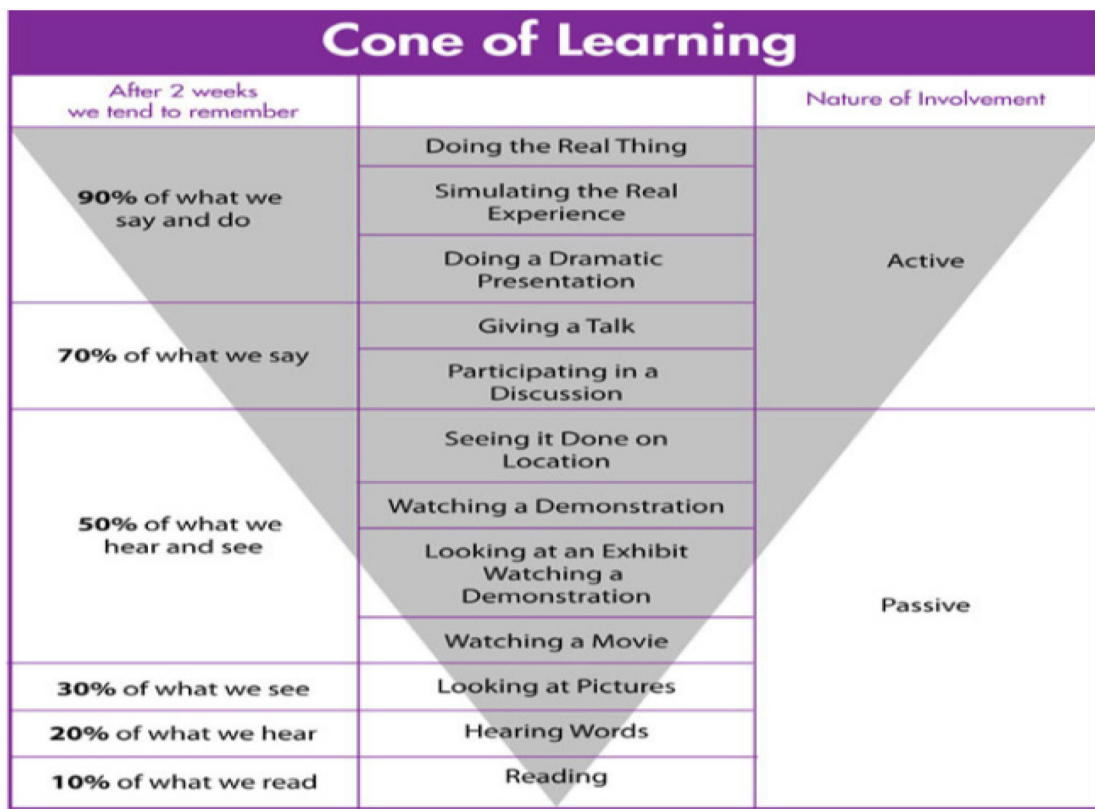 Cone of Learning
After 2 weeks
we tend to remember
Nature of Involvement
90% of what we
say and do
Doing the Real Thing
Simulating the Real
Experience
Doing a Dramatic
Presentation
Active
70% of what we say
Giving a Talk
Participating in a
Discussion
50% of what we
hear and see
Seeing it Done on
Location
Watching a Demonstration
Looking at an Exhibit
Watching a
Demonstration
Watching a Movie
Passive
30% of what we see
Looking at Pictures
20% of what we hear
Hearing Words
10% of what we read
Reading